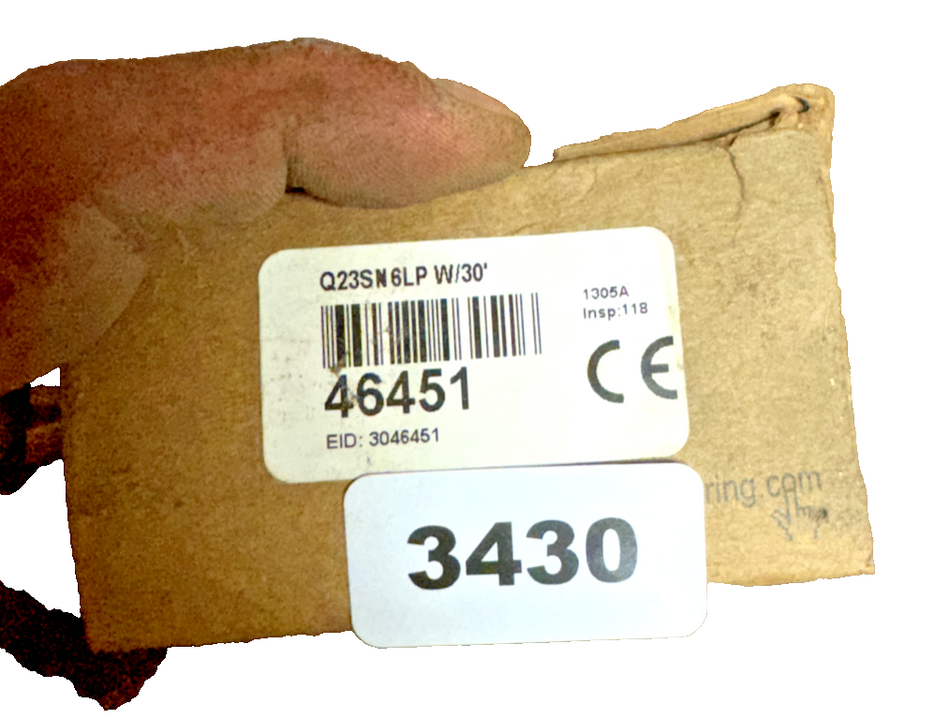 Q23SN6LP W/30'
1305A
Insp:118
46451
CE
EID: 3046451
ring.com
3430